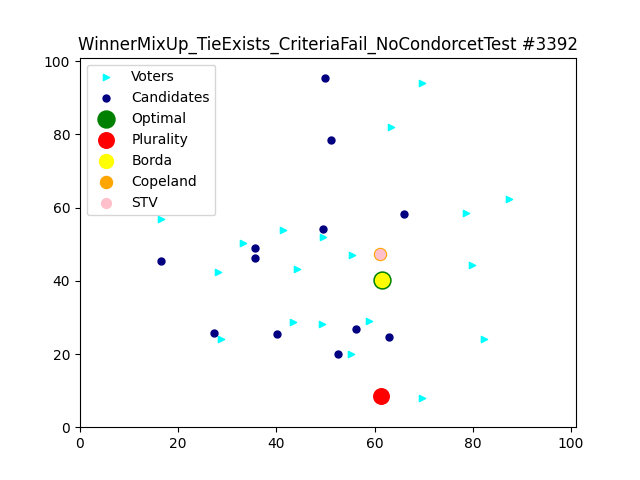 WinnerMixUp_TieExists_CriteriaFail_NoCondorcetTest #3392
100
80
60
40
20
0
0 20 40 60 80 100
Voters
Candidates
Optimal
Plurality
Borda
Copeland
STV